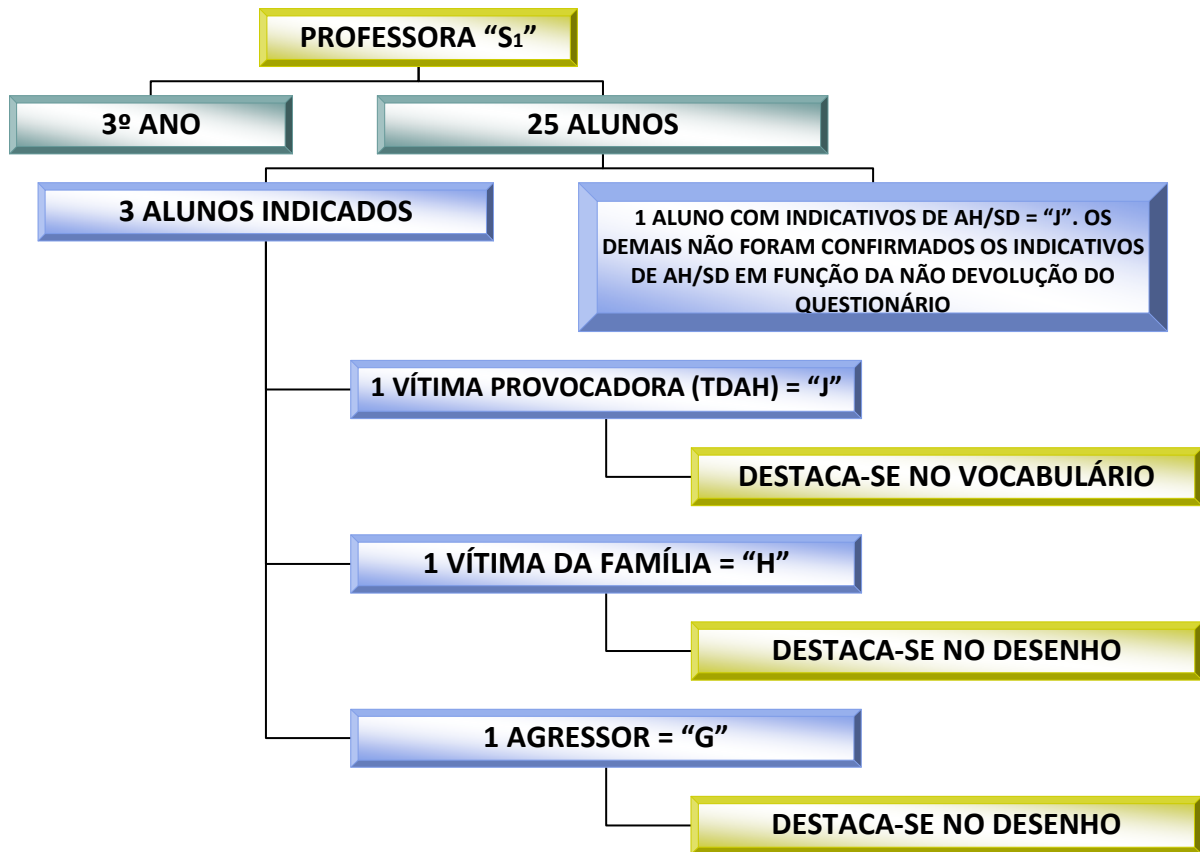 PROFESSORA “S1”
3º ANO
25 ALUNOS
3 ALUNOS INDICADOS
1 ALUNO COM INDICATIVOS DE AH/SD = “J”. OS
DEMAIS NÃO FORAM CONFIRMADOS OS INDICATIVOS
DE AH/SD EM FUNÇÃO DA NÃO DEVOLUÇÃO DO
QUESTIONÁRIO
1 VÍTIMA PROVOCADORA (TDAH) = “J”
DESTACA-SE NO VOCABULÁRIO
1 VÍTIMA DA FAMÍLIA = “H”
DESTACA-SE NO DESENHO
1 AGRESSOR = “G”
DESTACA-SE NO DESENHO